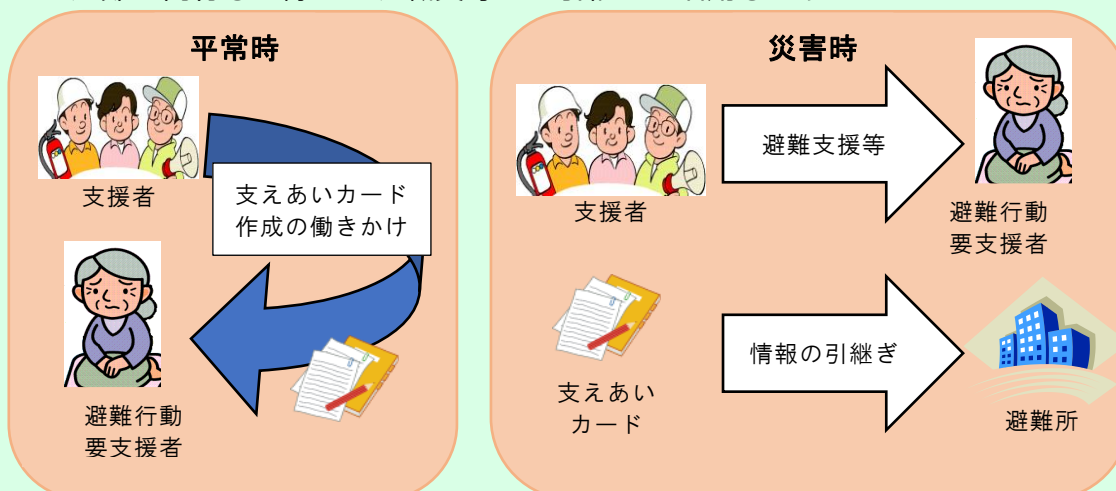 平常時
支援者
支えあいカード
作成の働きかけ
避難行動
要支援者
災害時
支援者
避難支援等
避難行動
要支援者
支えあい
カード
情報の引継ぎ
避難所